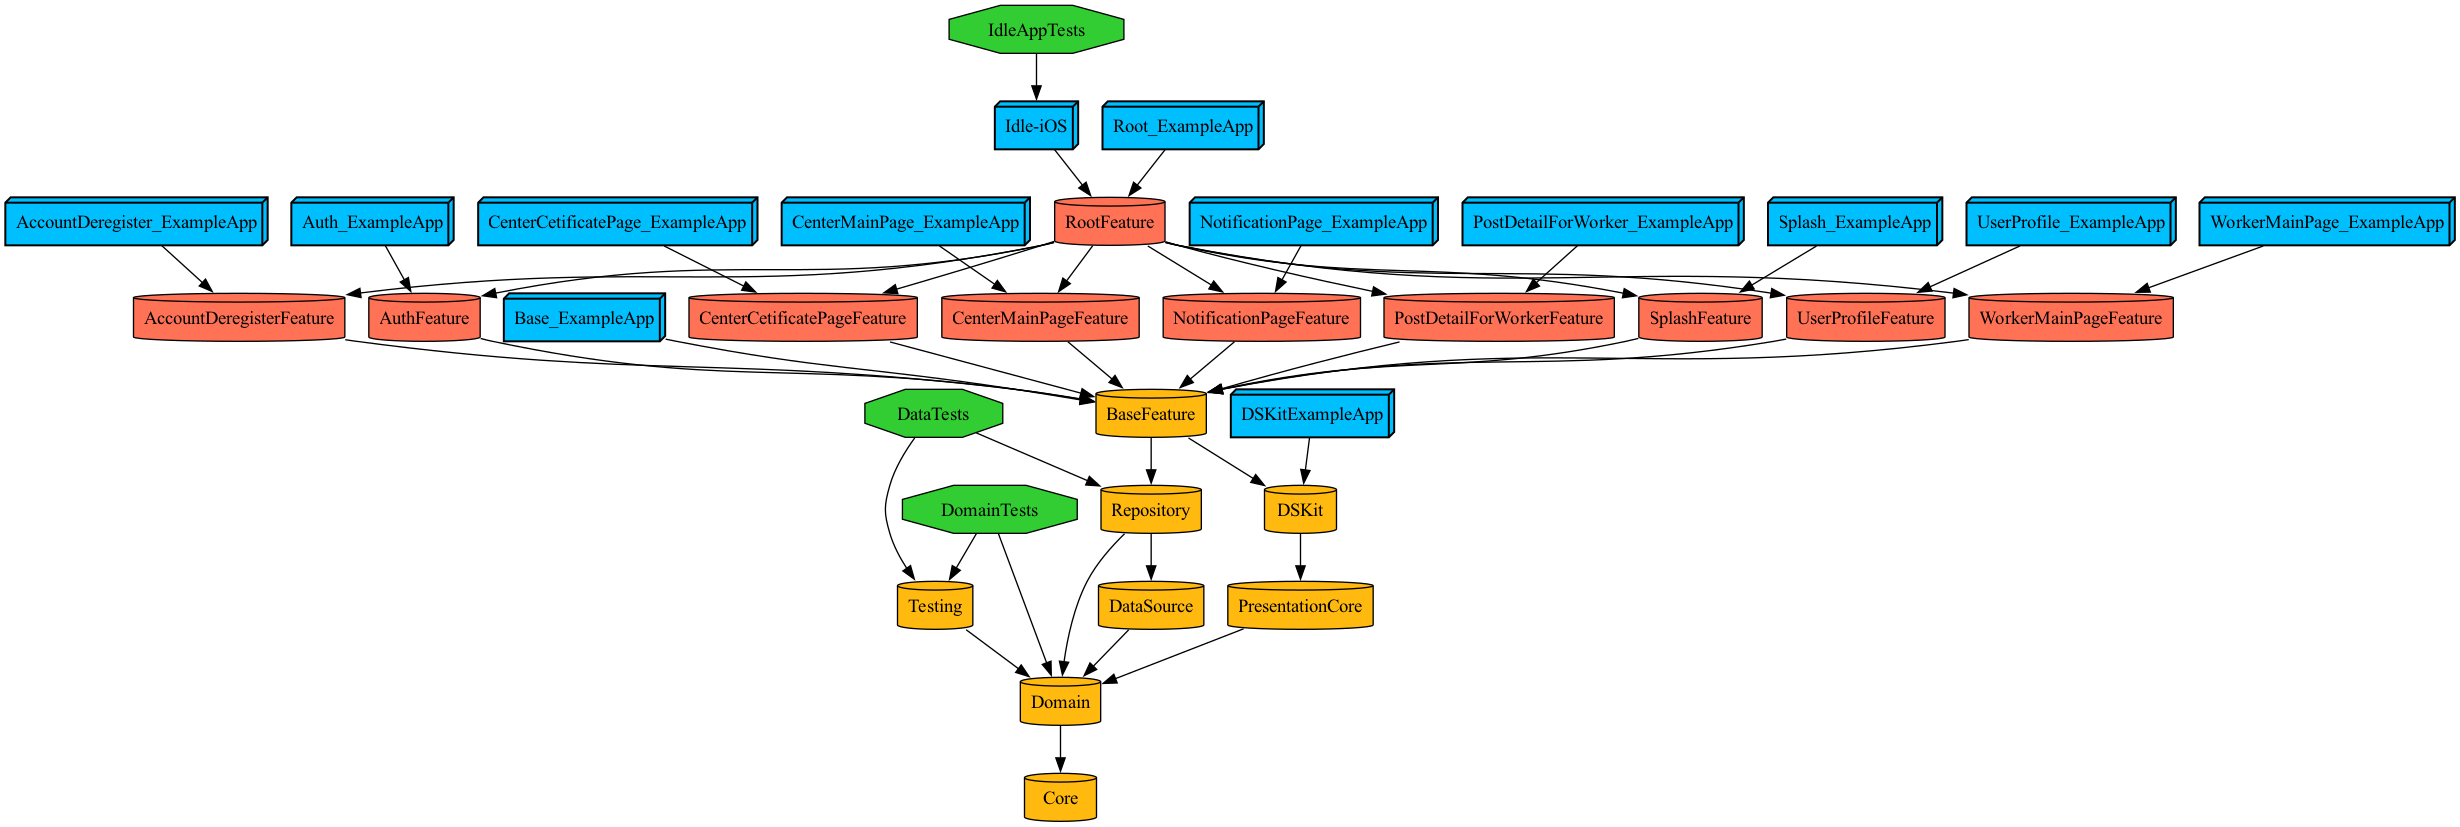 IdleAppTests
Idle-iOS
Root_ExampleApp
AccountDeregister_ExampleApp
Auth_ExampleApp
CenterCetificatePage_ExampleApp
CenterMainPage_ExampleApp
RootFeature
NotificationPage_ExampleApp
PostDetailForWorker_ExampleApp
Splash_ExampleApp
UserProfile_ExampleApp
WorkerMainPage_ExampleApp
AccountDeregisterFeature
AuthFeature
Base_ExampleApp
CenterCetificatePageFeature
CenterMainPageFeature
NotificationPageFeature
PostDetailForWorkerFeature
SplashFeature
UserProfileFeature
WorkerMainPageFeature
DataTests
BaseFeature
DSKitExampleApp
DomainTests
Repository
DSKit
Testing
DataSource
PresentationCore
Domain
Core